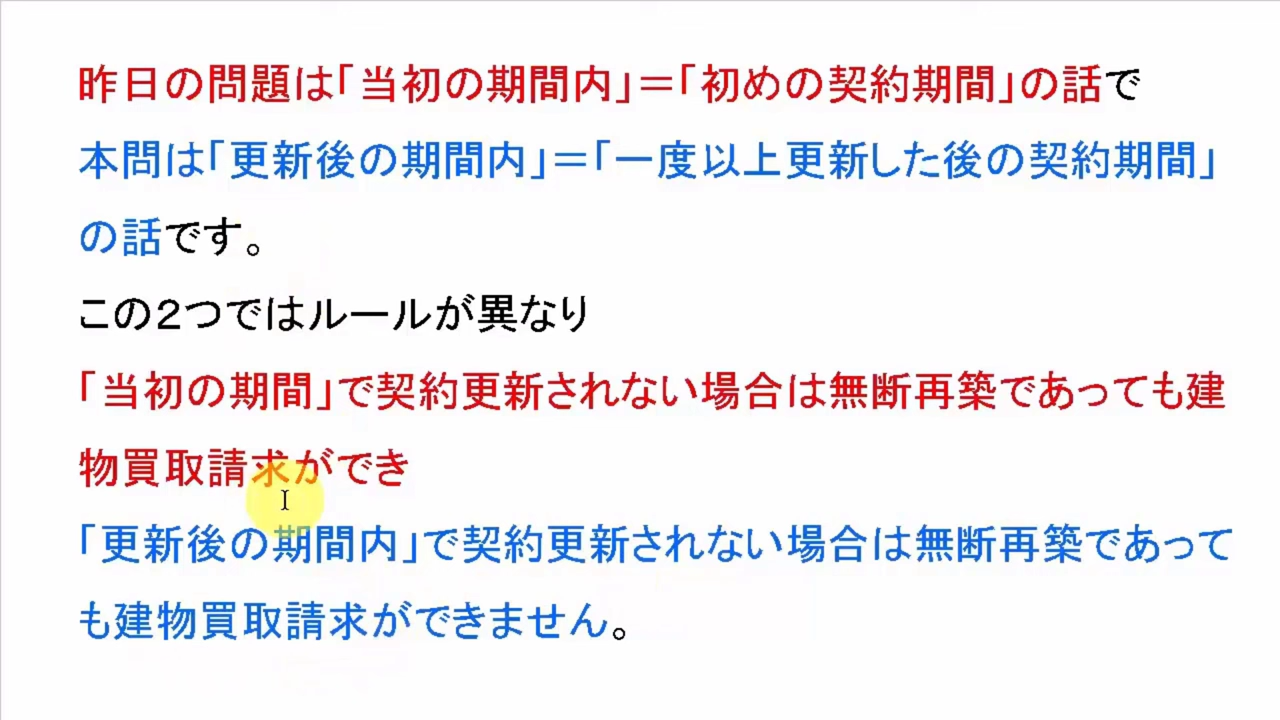 昨日の問題は「当初の期間内」＝「初めの契約期間」の話で
本問は「更新後の期間内」＝「一度以上更新した後の契約期間」
の話です。
この２つではルールが異なり
「当初の期間」で契約更新されない場合は無断再築であっても建
物買取請求ができ
「更新後の期間内」で契約更新されない場合は無断再築であって
も建物買取請求ができません。